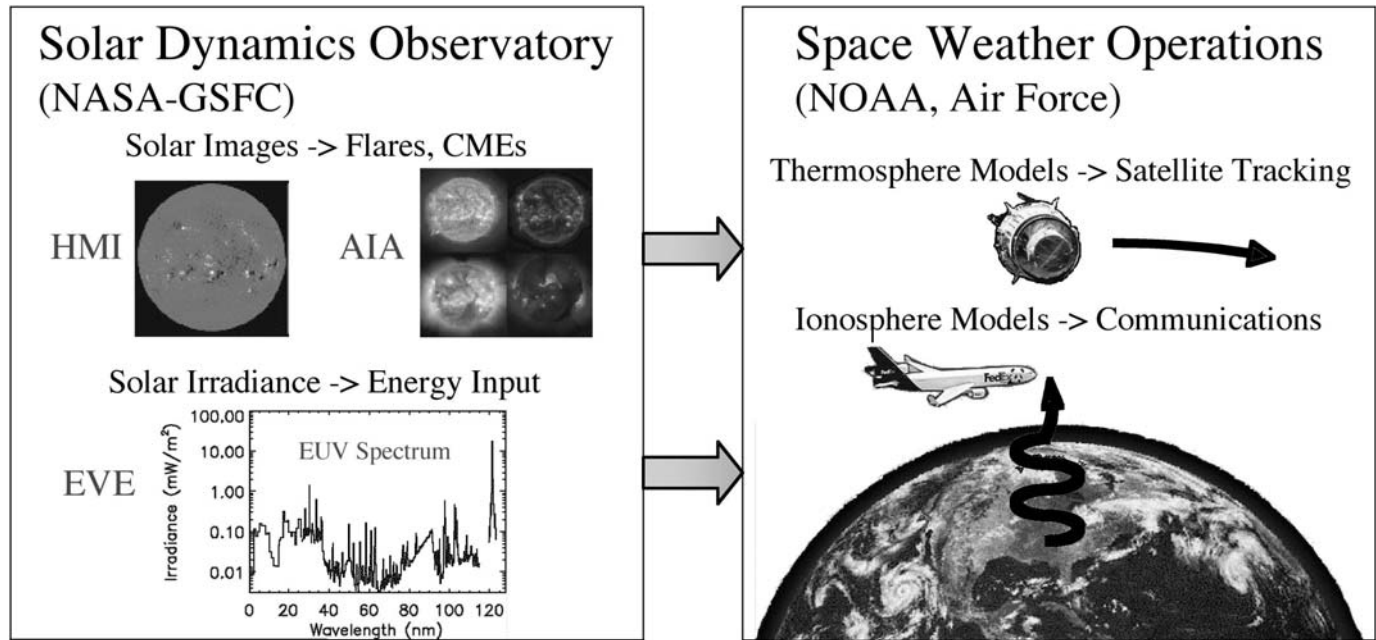 Solar Dynamics Observatory
(NASA-GSFC)
Solar Images -> Flares, CMEs
HMI
AIA
Solar Irradiance -> Energy Input
EVE
EUV Spectrum
Irradiance (mW/m²)
100.00
10.00
1.00
0.10
0.01
0 20 40 60 80 100 120
Wavelength (nm)
Space Weather Operations
(NOAA, Air Force)
Thermosphere Models -> Satellite Tracking
Ionosphere Models -> Communications
FedEx